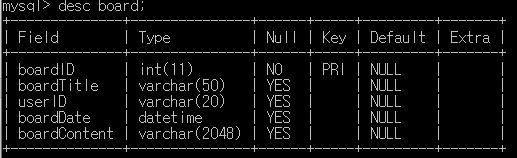 mysql> desc board;
| Field | Type | Null | Key | Default | Extra |
| boardID | int(11) | NO | PRI | NULL | |
| boardTitle | varchar(50) | YES | | NULL | |
| userID | varchar(20) | YES | | NULL | |
| boardDate | datetime | YES | | NULL | |
| boardContent | varchar(2048) | YES | | NULL | |